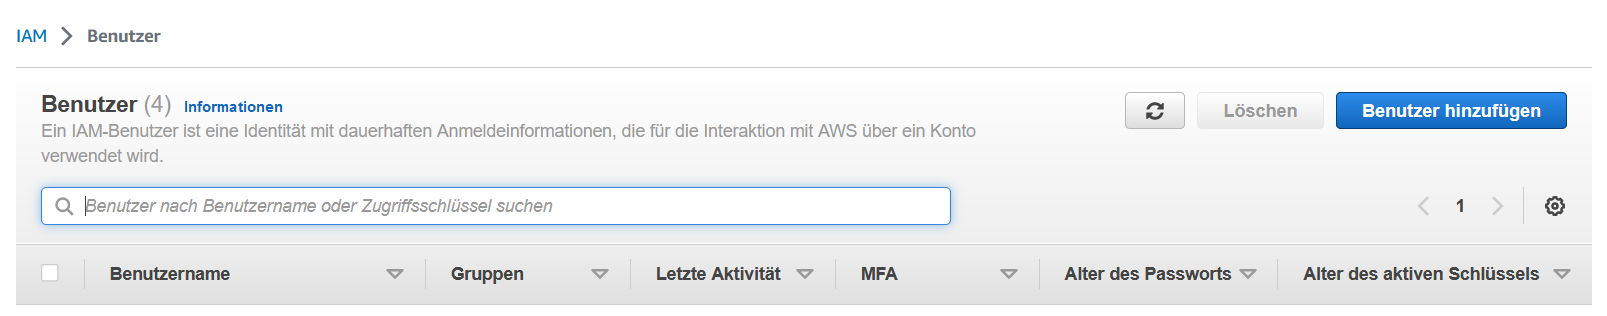 IAM > Benutzer
Benutzer (4) Informationen
Löschen
Benutzer hinzufügen
Ein IAM-Benutzer ist eine Identität mit dauerhaften Anmeldeinformationen, die für die Interaktion mit AWS über ein Konto
verwendet wird.
Benutzer nach Benutzername oder Zugriffsschlüssel suchen
< 1 >
Benutzername Gruppen Letzte Aktivität MFA Alter des Passworts Alter des aktiven Schlüssels